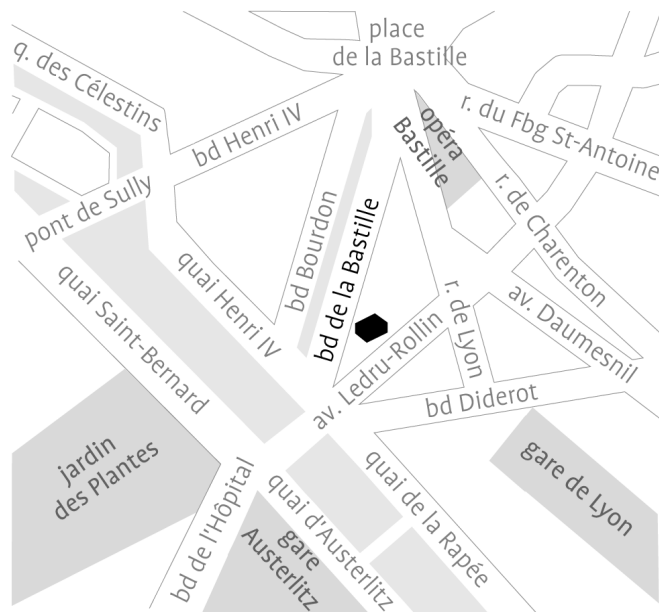 place
de la Bastille
q. des Célestins
bd Henri IV
r. du Fbg St-Antoine
opéra
Bastille
pont de Sully
bd Bourdon
bd de la Bastille
r. de Charenton
quai Henri IV
quai Saint-Bernard
r. de Lyon
av. Daumesnil
av. Ledru-Rollin
bd Diderot
jardin
des Plantes
bd de l'Hôpital
quai d'Austerlitz
gare
Austerlitz
quai de la Rapée
gare de Lyon